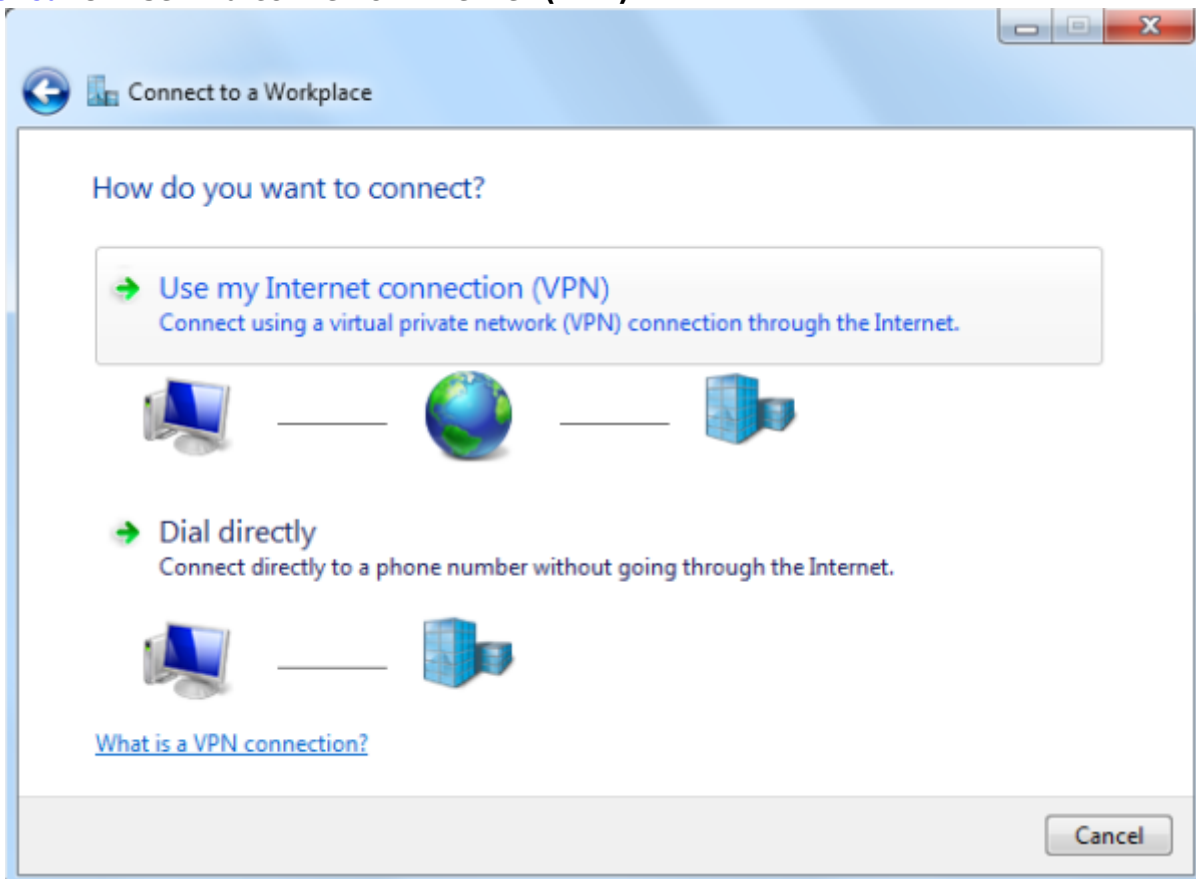 Connect to a Workplace
How do you want to connect?
Use my Internet connection (VPN)
Connect using a virtual private network (VPN) connection through the Internet.
Dial directly
Connect directly to a phone number without going through the Internet.
What is a VPN connection?
Cancel